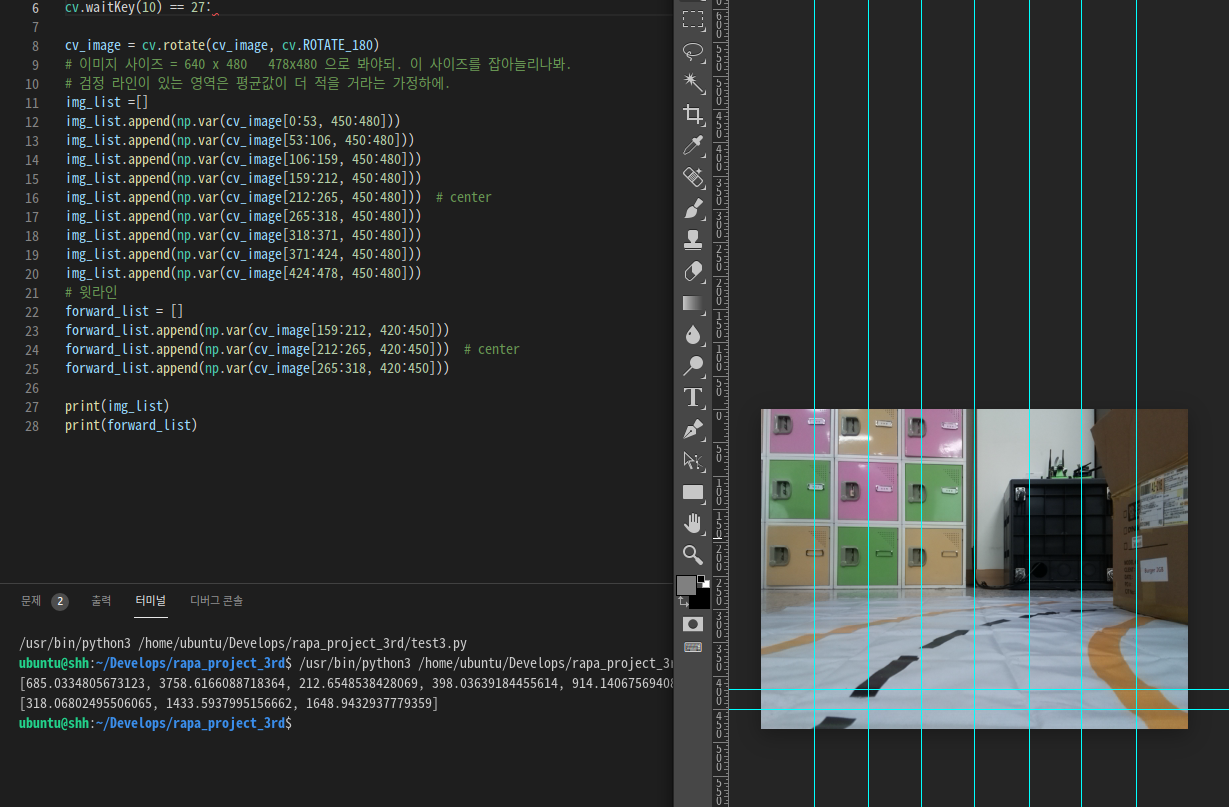 6 cv.waitKey(10) == 27:
7
8 cv_image = cv.rotate(cv_image, cv.ROTATE_180)
9 # 이미지 사이즈 = 640 x 480 478x480 으로 봐야되. 이 사이즈를 잡아늘리나봐.
10 # 검정 라인이 있는 영역은 평균값이 더 적을 거라는 가정하에.
11 img_list =[]
12 img_list.append(np.var(cv_image[0:53, 450:480]))
13 img_list.append(np.var(cv_image[53:106, 450:480]))
14 img_list.append(np.var(cv_image[106:159, 450:480]))
15 img_list.append(np.var(cv_image[159:212, 450:480]))
16 img_list.append(np.var(cv_image[212:265, 450:480])) # center
17 img_list.append(np.var(cv_image[265:318, 450:480]))
18 img_list.append(np.var(cv_image[318:371, 450:480]))
19 img_list.append(np.var(cv_image[371:424, 450:480]))
20 img_list.append(np.var(cv_image[424:478, 450:480]))
21 # 윗라인
22 forward_list = []
23 forward_list.append(np.var(cv_image[159:212, 420:450]))
24 forward_list.append(np.var(cv_image[212:265, 420:450])) # center
25 forward_list.append(np.var(cv_image[265:318, 420:450]))
26
27 print(img_list)
28 print(forward_list)
문제 2 출력 터미널 디버그 콘솔
/usr/bin/python3 /home/ubuntu/Develops/rapa_project_3rd/test3.py
ubuntu@shh:~/Develops/rapa_project_3rd$ /usr/bin/python3 /home/ubuntu/Develops/rapa_project_3
[685.0334805673123, 3758.6166088718364, 212.6548538428069, 398.03639184455614, 914.1406756940
[318.06802495506065, 1433.5937995156662, 1648.9432937779359]
ubuntu@shh:~/Develops/rapa_project_3rd$